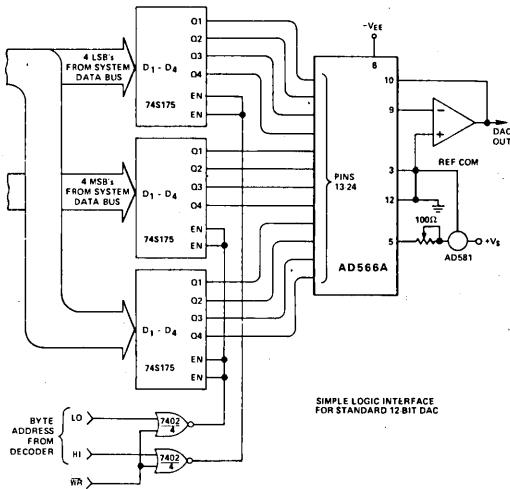 4 LSB's
FROM SYSTEM
DATA BUS
D1 - D4
74S175
Q1
Q2
Q3
Q4
EN
EN
4 MSB's
FROM SYSTEM
DATA BUS
D1 - D4
74S175
Q1
Q2
Q3
Q4
EN
EN
D1 - D4
74S175
Q1
Q2
Q3
Q4
EN
EN
-VEE
6
10
9
PINS
13-24
3
12
5
AD566A
DAC
OUT
REF COM
100Ω
AD581
+VS
BYTE
ADDRESS
FROM
DECODER
LO
HI
WR
7402
4
7402
4
SIMPLE LOGIC INTERFACE
FOR STANDARD 12 BIT DAC